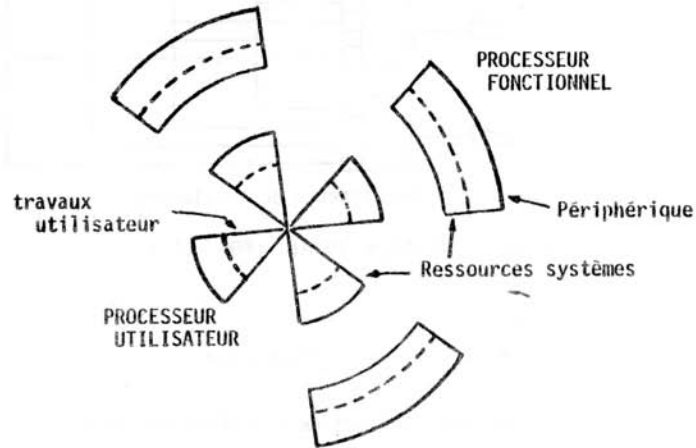 PROCESSEUR
FONCTIONNEL
travaux
utilisateur
Périphérique
Ressources systèmes
PROCESSEUR
UTILISATEUR